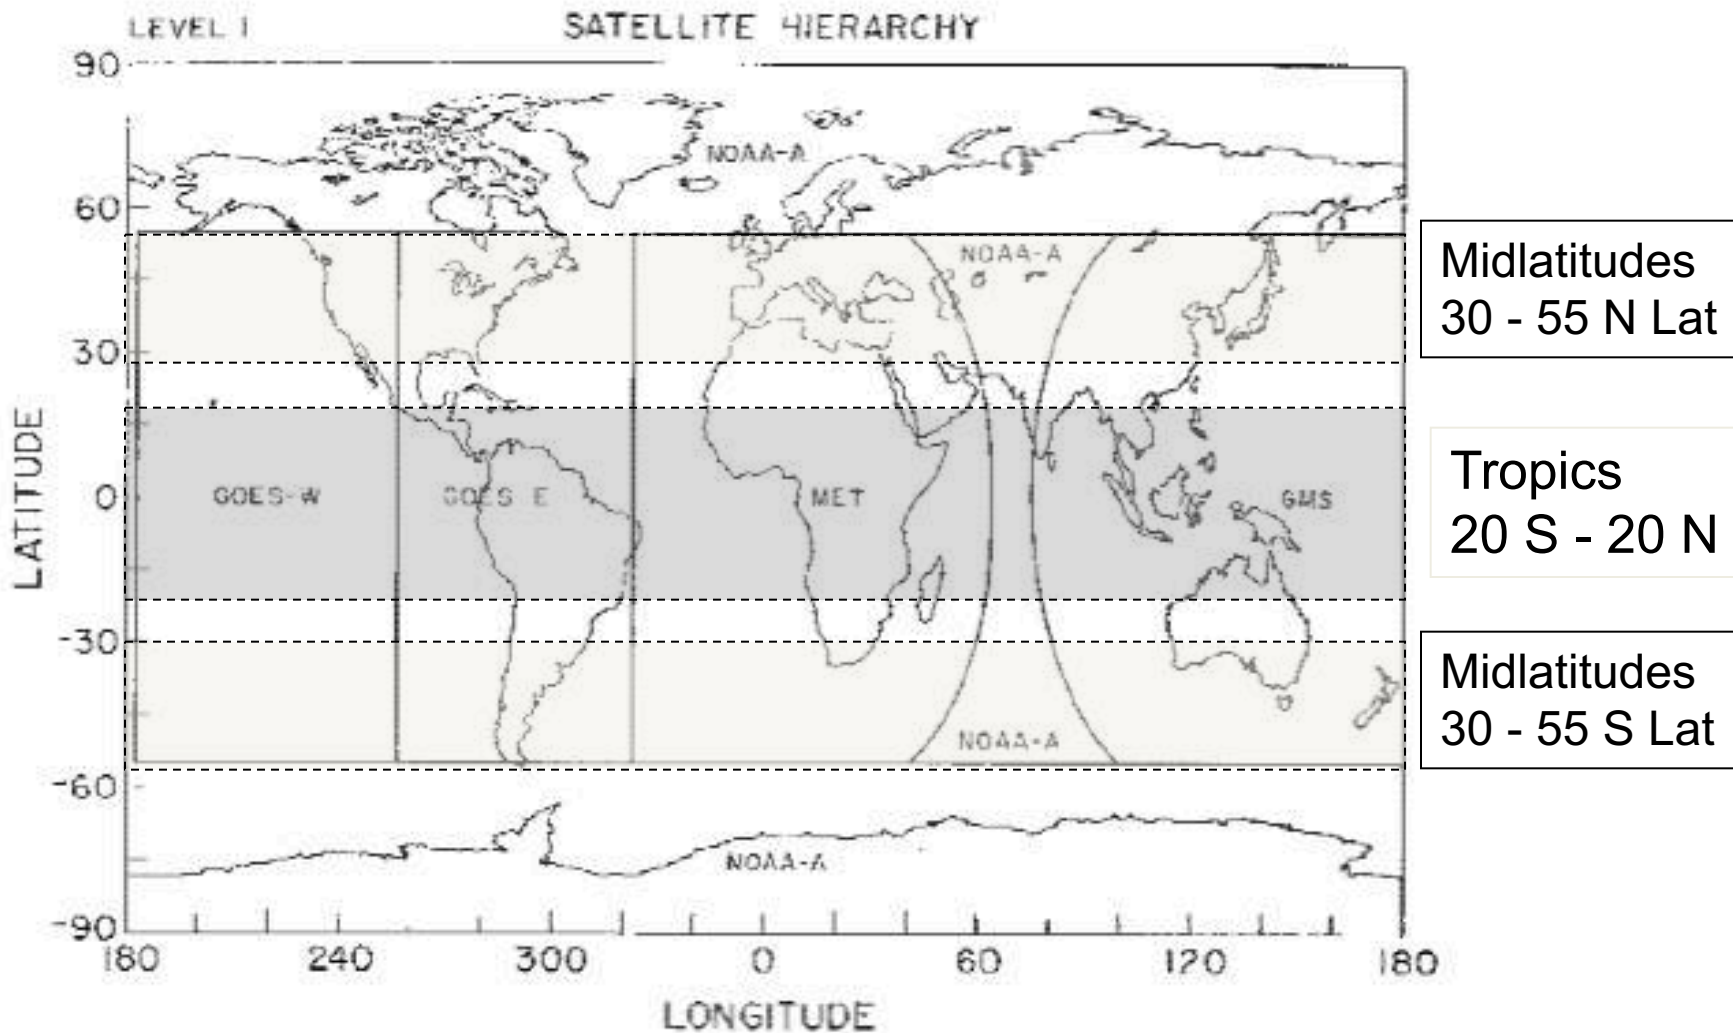 LEVEL 1
SATELLITE HIERARCHY
90
NOAA-A
60
NOAA-A
Midlatitudes
30 - 55 N Lat
30
LATITUDE
0
GOES-W
GOES E
MET
GMS
Tropics
20 S - 20 N
-30
Midlatitudes
30 - 55 S Lat
NOAA-A
-60
NOAA-A
-90
180
240
300
0
60
120
180
LONGITUDE